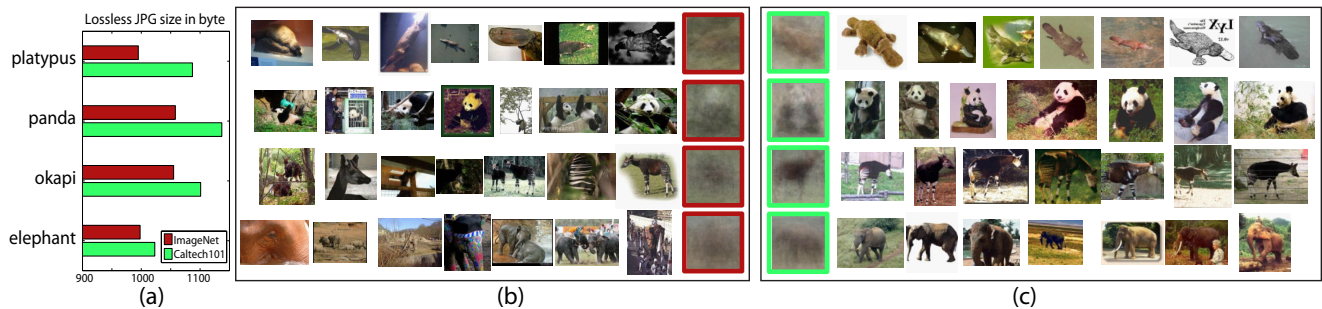 Lossless JPG size in byte
platypus
panda
okapi
elephant
ImageNet
Caltech101
900
1000
1100
(a)
(b)
(c)